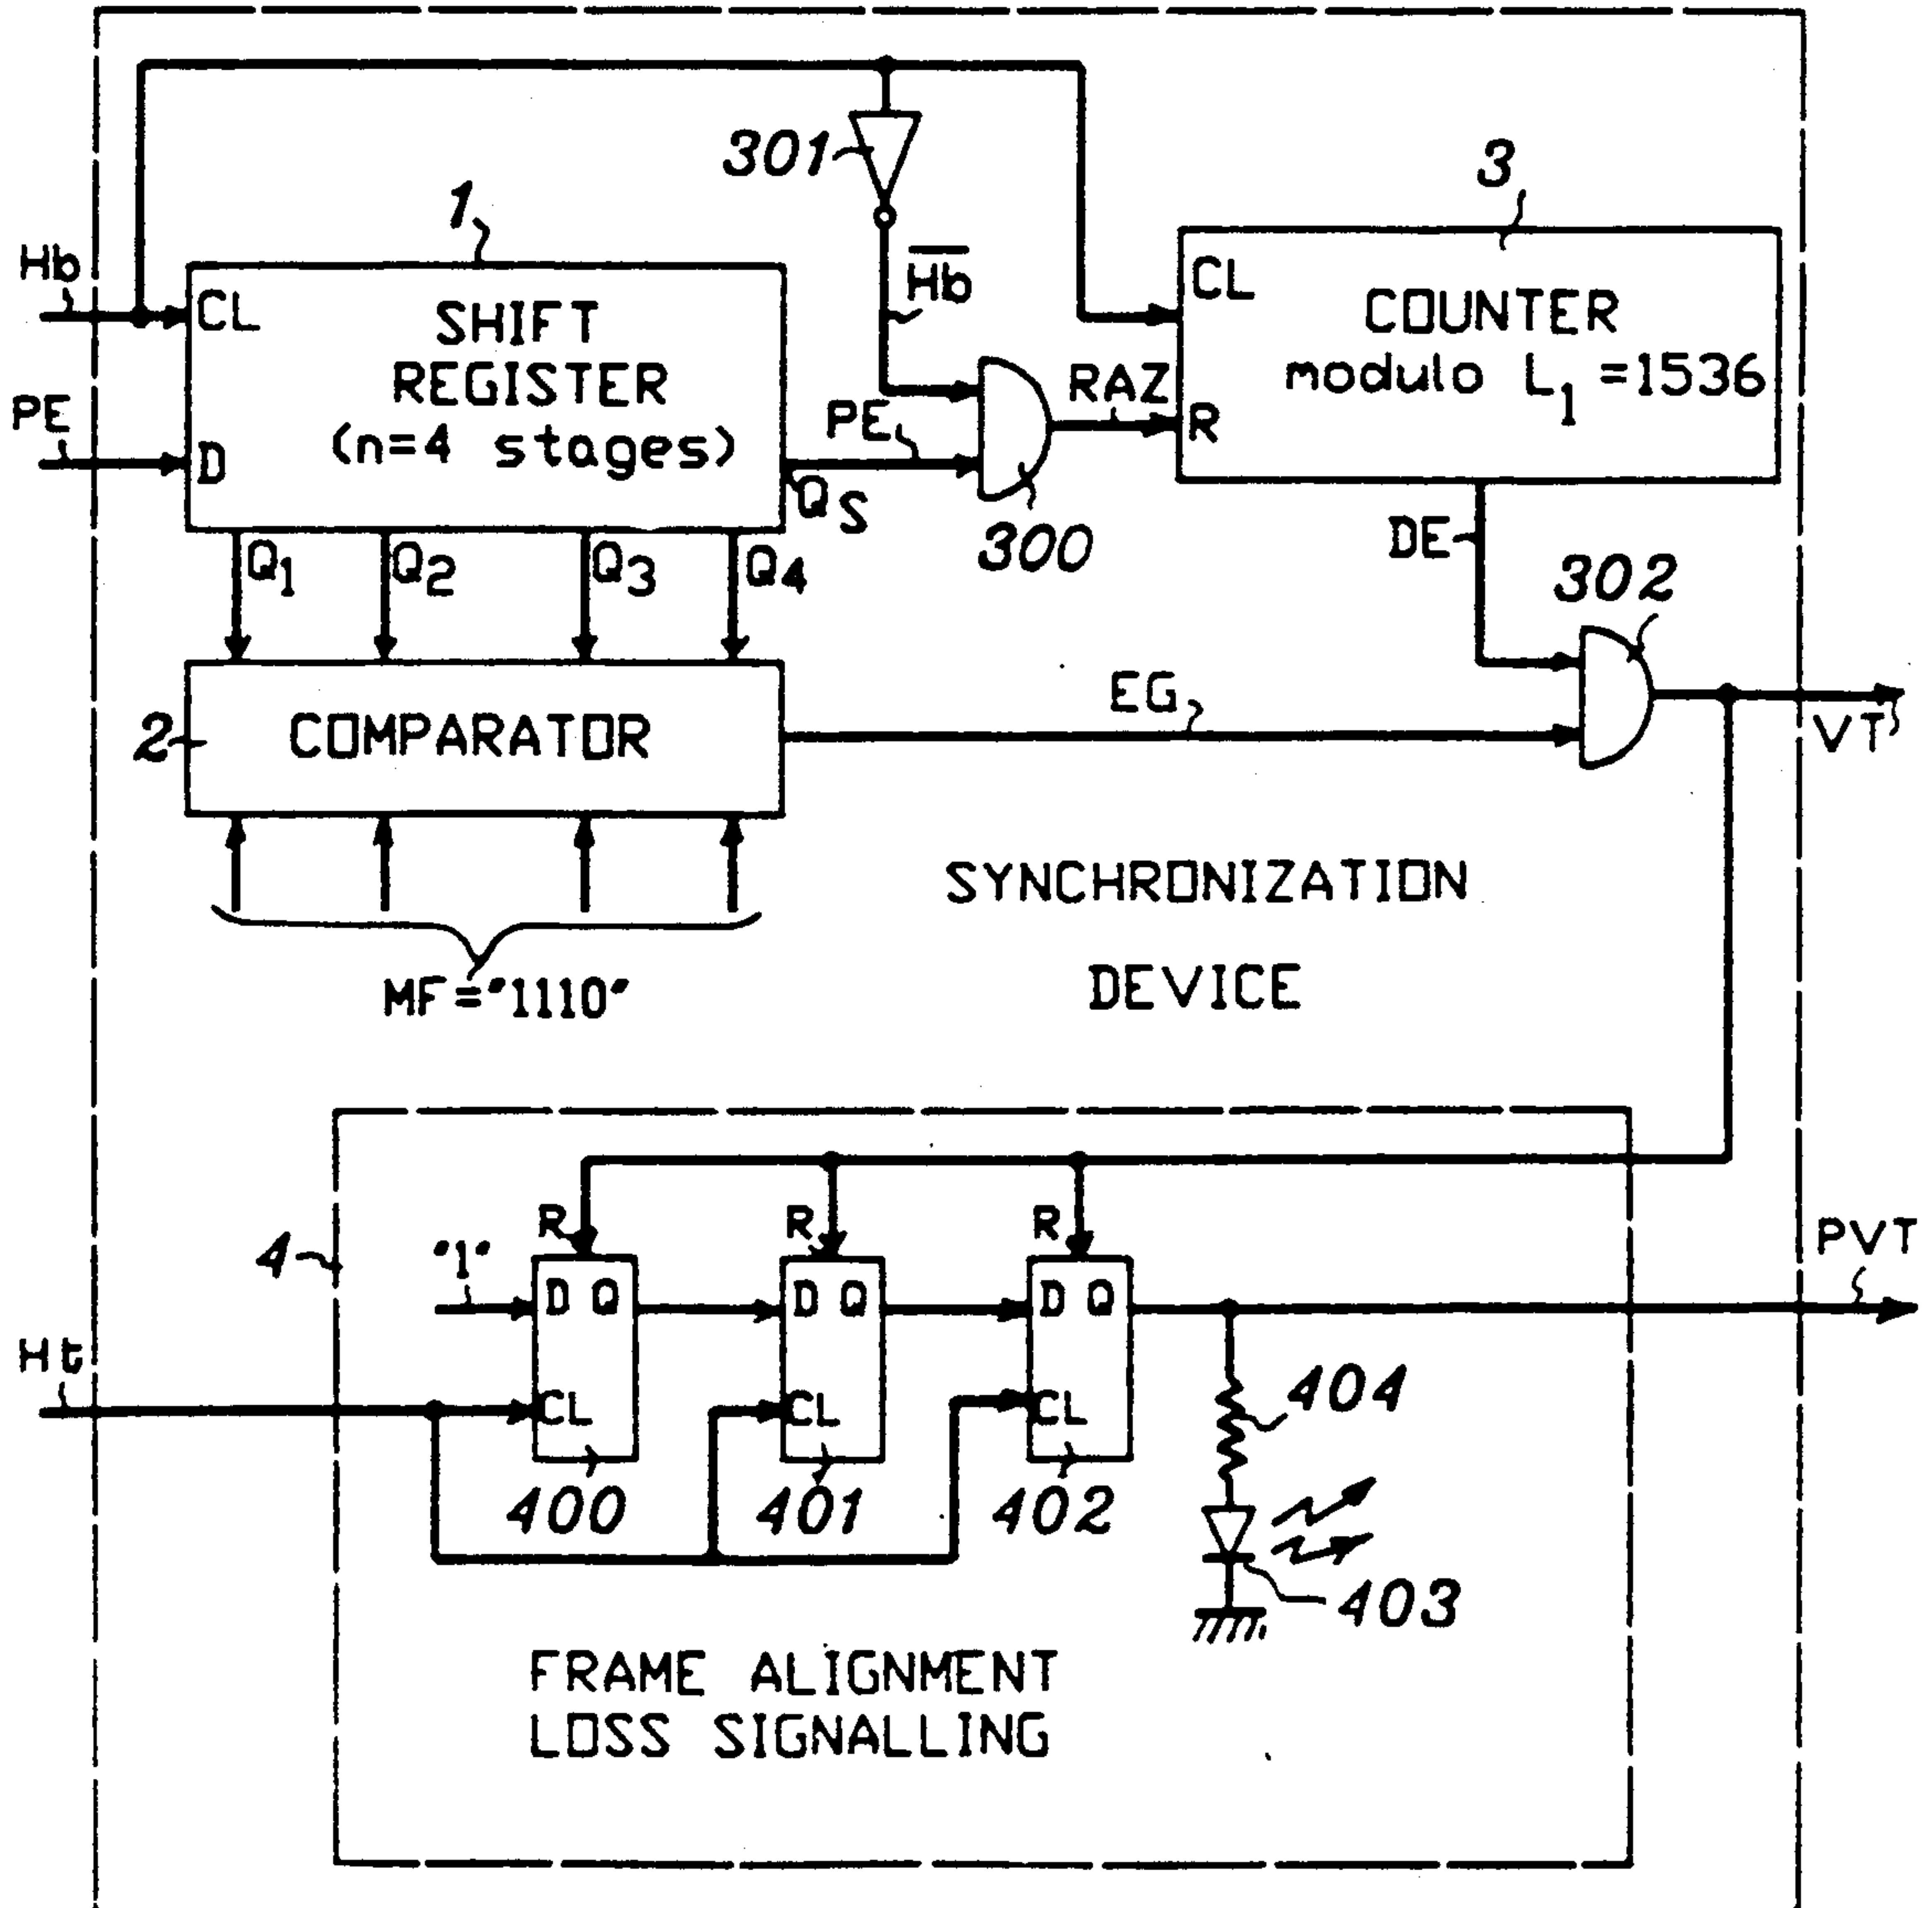 301
3
1
Hb
H̅b̅
CL
SHIFT
REGISTER
(n=4 stages)
CL
COUNTER
modulo L₁ =1536
PE
D
PE
RAZ
R
QS
300
DE
302
Q1
Q2
Q3
Q4
EG
2
COMPARATOR
VT
SYNCHRONIZATION
DEVICE
MF="1110"
R
R
R
4
"1"
D Q
D Q
D Q
PVT
Ht
CL
CL
CL
404
400
401
402
403
FRAME ALIGNMENT
LOSS SIGNALLING